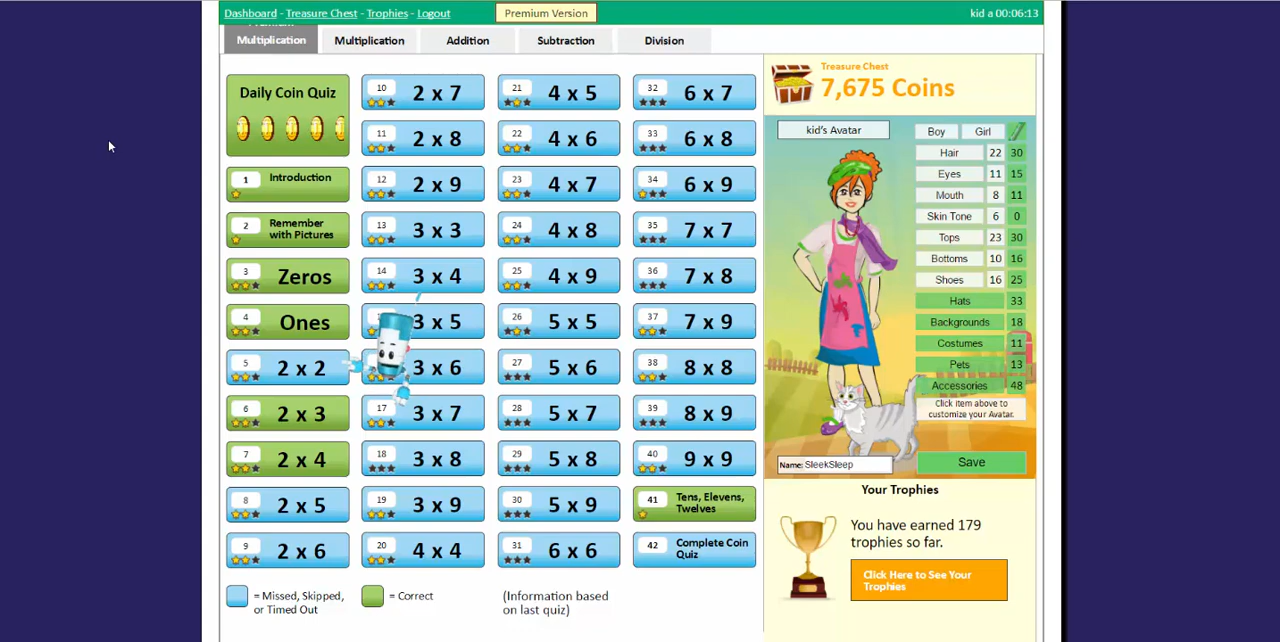 Dashboard - Treasure Chest - Trophies - Logout
Premium Version
kid a 00:06:13
Premium
Multiplication
Multiplication
Addition
Subtraction
Division
Daily Coin Quiz
1 Introduction
2 Remember
with Pictures
3 Zeros
4 Ones
5 2 x 2
6 2 x 3
7 2 x 4
8 2 x 5
9 2 x 6
10 2 x 7
11 2 x 8
12 2 x 9
13 3 x 3
14 3 x 4
3 x 5
3 x 6
17 3 x 7
18 3 x 8
19 3 x 9
20 4 x 4
21 4 x 5
22 4 x 6
23 4 x 7
24 4 x 8
25 4 x 9
26 5 x 5
27 5 x 6
28 5 x 7
29 5 x 8
30 5 x 9
31 6 x 6
32 6 x 7
33 6 x 8
34 6 x 9
35 7 x 7
36 7 x 8
37 7 x 9
38 8 x 8
39 8 x 9
40 9 x 9
41 Tens, Elevens,
Twelves
42 Complete Coin
Quiz
= Missed, Skipped,
or Timed Out
= Correct
(Information based
on last quiz)
Treasure Chest
7,675 Coins
kid's Avatar
Boy Girl
Hair 22 30
Eyes 11 15
Mouth 8 11
Skin Tone 6 0
Tops 23 30
Bottoms 10 16
Shoes 16 25
Hats 33
Backgrounds 18
Costumes 11
Pets 13
Accessories 48
Click item above to
customize your Avatar.
Name: SleekSleep
Save
Your Trophies
You have earned 179
trophies so far.
Click Here to See Your
Trophies